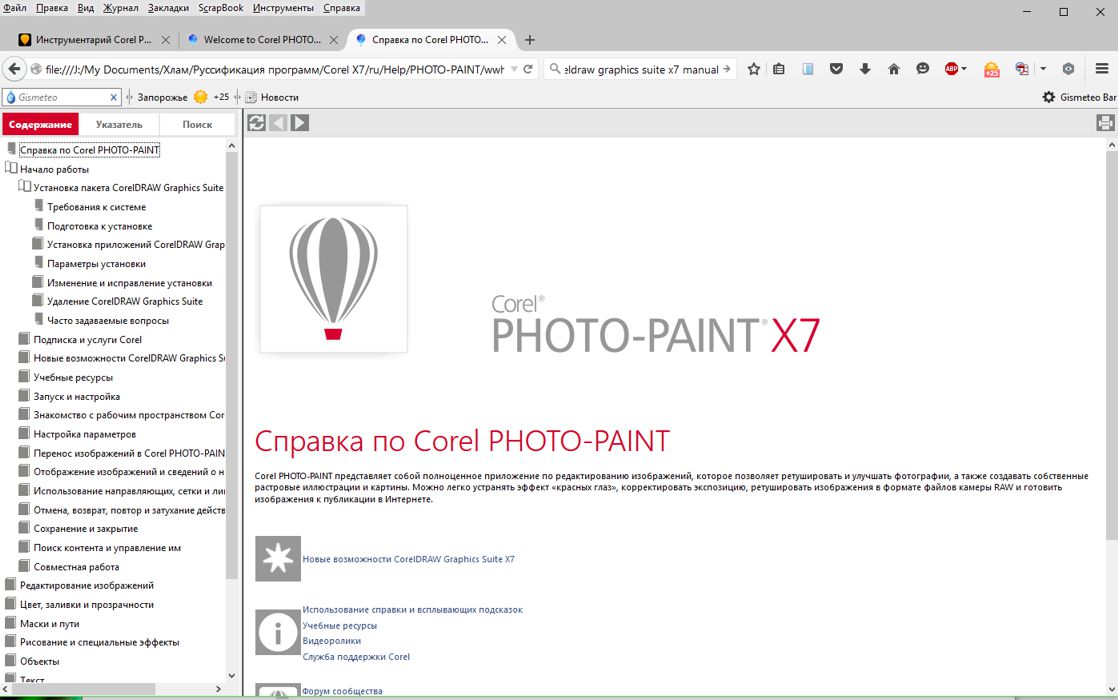 Файл Правка Вид Журнал Закладки ScrapBook Инструменты Справка
Инструментарий Corel P... Welcome to Corel PHOTO... Справка по Corel PHOTO...
file:///J:/My Documents/Хлам/Руссификация программ/Corel X7/ru/Help/PHOTO-PAINT/wwh eldraw graphics suite x7 manual ABP +25
Gismeteo Запорожье +25 Новости Gismeteo Bar
Содержание Указатель Поиск
Справка по Corel PHOTO-PAINT
Начало работы
Установка пакета CorelDRAW Graphics Suite
Требования к системе
Подготовка к установке
Установка приложений CorelDRAW Grap
Параметры установки
Изменение и исправление установки
Удаление CorelDRAW Graphics Suite
Часто задаваемые вопросы
Подписка и услуги Corel
Новые возможности CorelDRAW Graphics S
Учебные ресурсы
Запуск и настройка
Знакомство с рабочим пространством Cor
Настройка параметров
Перенос изображений в Corel PHOTO-PAIN
Отображение изображений и сведений о н
Использование направляющих, сетки и ли
Отмена, возврат, повтор и затухание действ
Сохранение и закрытие
Поиск контента и управление им
Совместная работа
Редактирование изображений
Цвет, заливки и прозрачности
Маски и пути
Рисование и специальные эффекты
Объекты
Текст
Corel®
PHOTO-PAINT® X7
Справка по Corel PHOTO-PAINT
Corel PHOTO-PAINT представляет собой полноценное приложение по редактированию изображений, которое позволяет ретушировать и улучшать фотографии, а также создавать собственные
растровые иллюстрации и картины. Можно легко устранять эффект «красных глаз», корректировать экспозицию, ретушировать изображения в формате файлов камеры RAW и готовить
изображения к публикации в Интернете.
Новые возможности CorelDRAW Graphics Suite X7
Использование справки и всплывающих подсказок
Учебные ресурсы
Видеоролики
Служба поддержки Corel
Форум сообщества